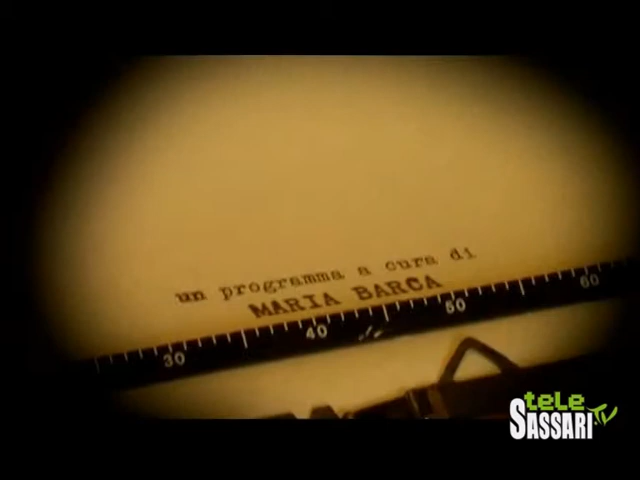 un programma a cura di
MARIA BARCA
30 40 50 60
teLe
SASSARI TV